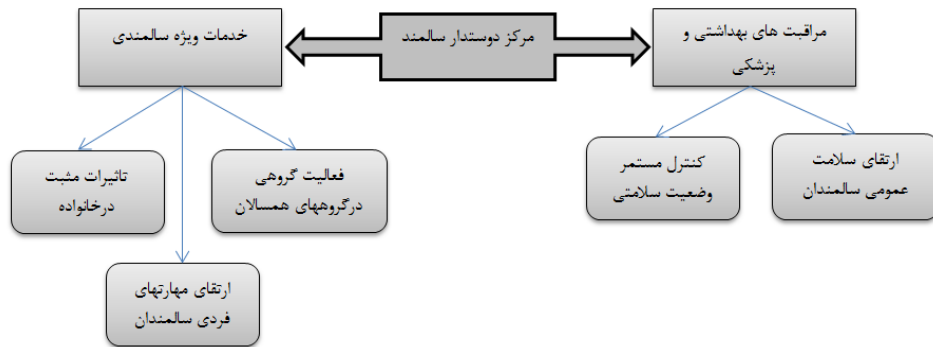 مراقبت های بهداشتی و
پزشکی
مرکز دوستدار سالمند
خدمات ویژه سالمندی
ارتقای سلامت
عمومی سالمندان
کنترل مستمر
وضعیت سلامتی
فعالیت گروهی
درگروههای همسالان
تاثیرات مثبت
درخانواده
ارتقای مهارتهای
فردی سالمندان